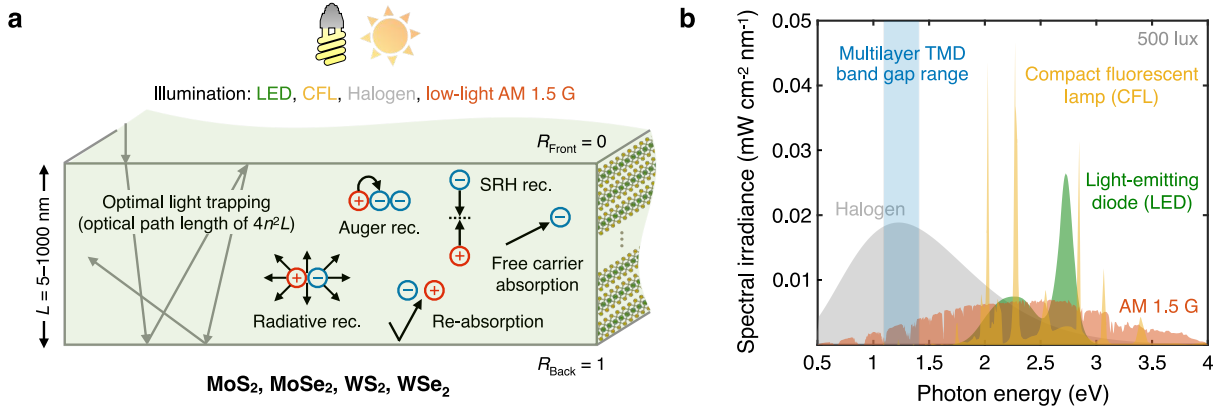 a
Illumination: LED, CFL, Halogen, low-light AM 1.5 G
R_Front = 0
L = 5–1000 nm
Optimal light trapping
(optical path length of 4n²L)
+ − −
Auger rec.
−
SRH rec.
+
−
Free carrier
absorption
+ −
Radiative rec.
− +
Re-absorption
R_Back = 1
MoS₂, MoSe₂, WS₂, WSe₂
b
Spectral irradiance (mW cm⁻² nm⁻¹)
0.05
0.04
0.03
0.02
0.01
500 lux
Multilayer TMD
band gap range
Compact fluorescent
lamp (CFL)
Light-emitting
diode (LED)
Halogen
AM 1.5 G
0.5 1 1.5 2 2.5 3 3.5 4
Photon energy (eV)